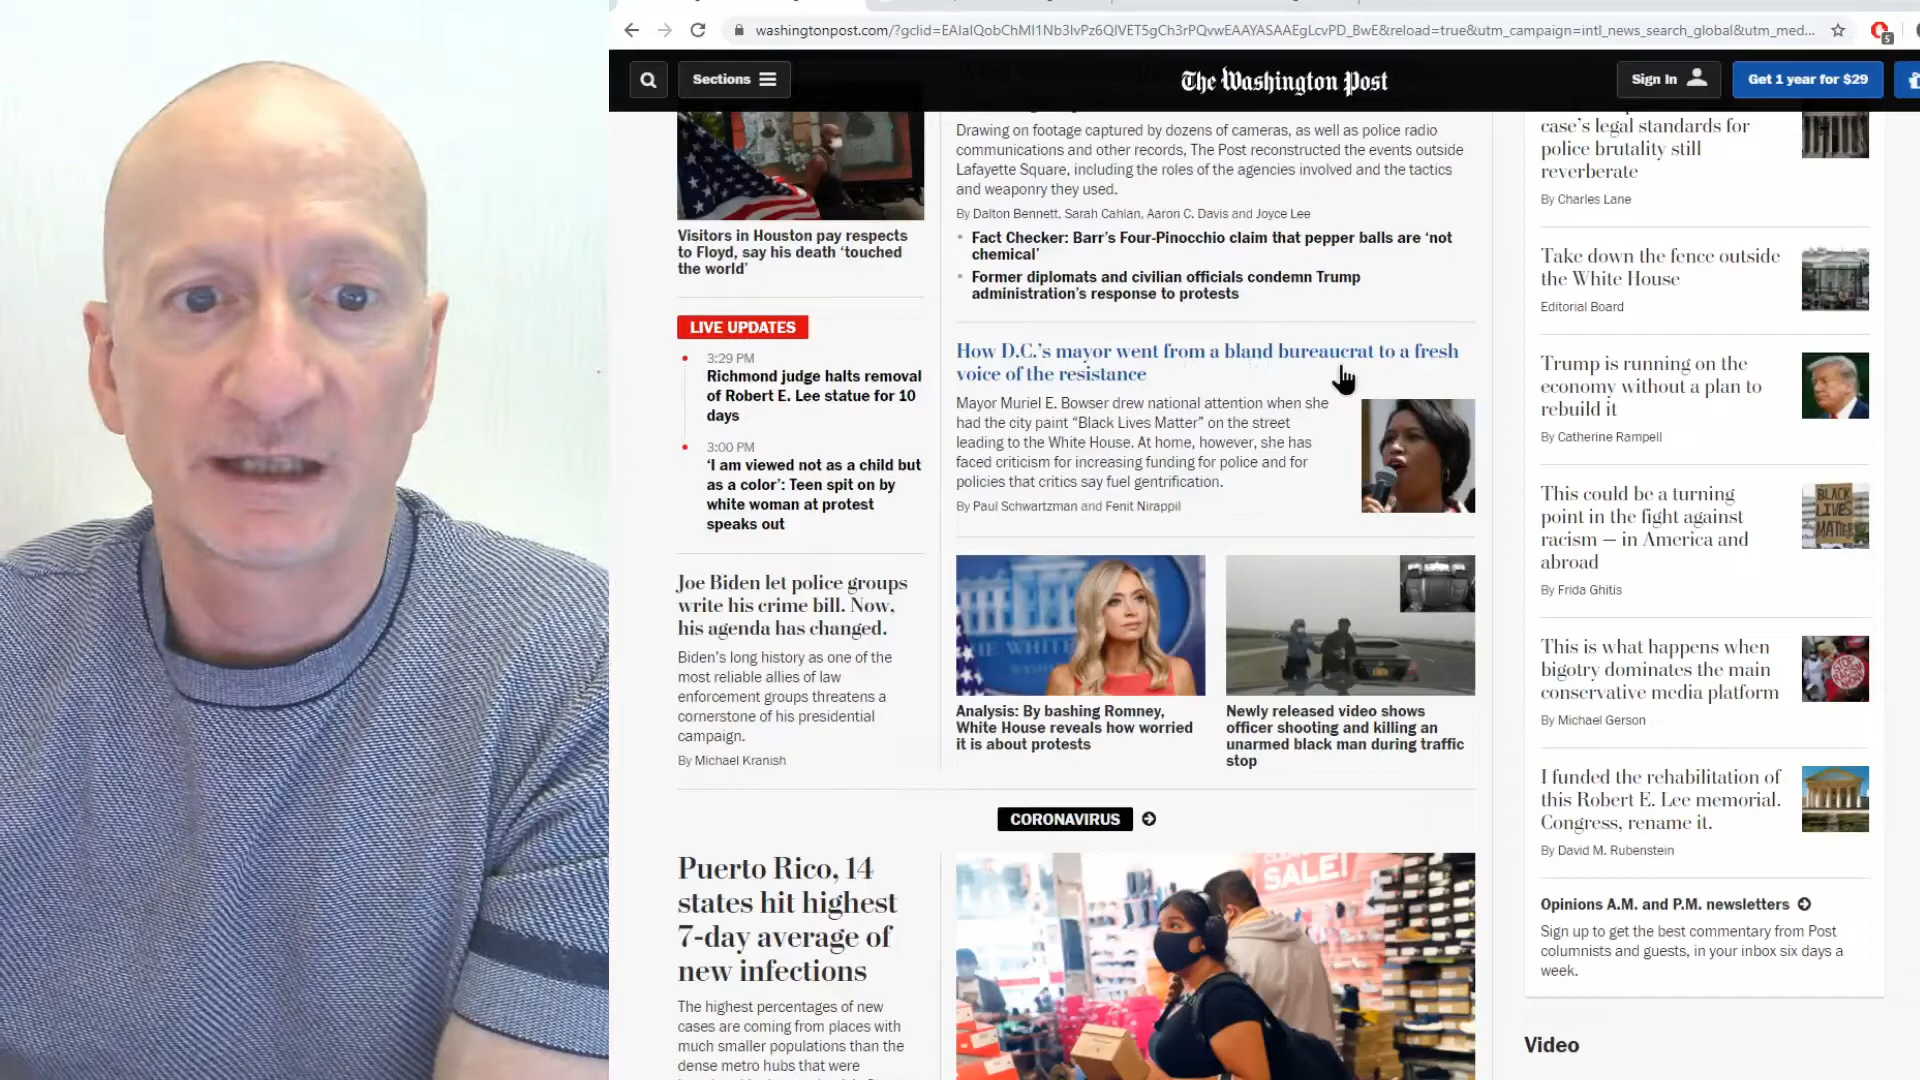 washingtonpost.com/?gclid=EAIaIQobChMI1Nb3IvPz6QIVET5gCh3rPQvwEAAYASAAEgLcvPD_BwE&reload=true&utm_campaign=intl_news_search_global&utm_med...
5
Sections
The Washington Post
Sign In
Get 1 year for $29
Visitors in Houston pay respects
to Floyd, say his death ‘touched
the world’
LIVE UPDATES
3:29 PM
Richmond judge halts removal
of Robert E. Lee statue for 10
days
3:00 PM
‘I am viewed not as a child but
as a color’: Teen spit on by
white woman at protest
speaks out
Joe Biden let police groups
write his crime bill. Now,
his agenda has changed.
Biden’s long history as one of the
most reliable allies of law
enforcement groups threatens a
cornerstone of his presidential
campaign.
By Michael Kranish
Drawing on footage captured by dozens of cameras, as well as police radio
communications and other records, The Post reconstructed the events outside
Lafayette Square, including the roles of the agencies involved and the tactics
and weaponry they used.
By Dalton Bennett, Sarah Cahlan, Aaron C. Davis and Joyce Lee
Fact Checker: Barr’s Four-Pinocchio claim that pepper balls are ‘not
chemical’
Former diplomats and civilian officials condemn Trump
administration’s response to protests
How D.C.’s mayor went from a bland bureaucrat to a fresh
voice of the resistance
Mayor Muriel E. Bowser drew national attention when she
had the city paint “Black Lives Matter” on the street
leading to the White House. At home, however, she has
faced criticism for increasing funding for police and for
policies that critics say fuel gentrification.
By Paul Schwartzman and Fenit Nirappil
THE WHITE
WASHINGTON
Analysis: By bashing Romney,
White House reveals how worried
it is about protests
Newly released video shows
officer shooting and killing an
unarmed black man during traffic
stop
CORONAVIRUS
Puerto Rico, 14
states hit highest
7-day average of
new infections
The highest percentages of new
cases are coming from places with
much smaller populations than the
dense metro hubs that were
SALE!
case’s legal standards for
police brutality still
reverberate
By Charles Lane
Take down the fence outside
the White House
Editorial Board
Trump is running on the
economy without a plan to
rebuild it
By Catherine Rampell
This could be a turning
point in the fight against
racism — in America and
abroad
By Frida Ghitis
BLACK
LIVES
MATTER
This is what happens when
bigotry dominates the main
conservative media platform
By Michael Gerson
I funded the rehabilitation of
this Robert E. Lee memorial.
Congress, rename it.
By David M. Rubenstein
Opinions A.M. and P.M. newsletters
Sign up to get the best commentary from Post
columnists and guests, in your inbox six days a
week.
Video